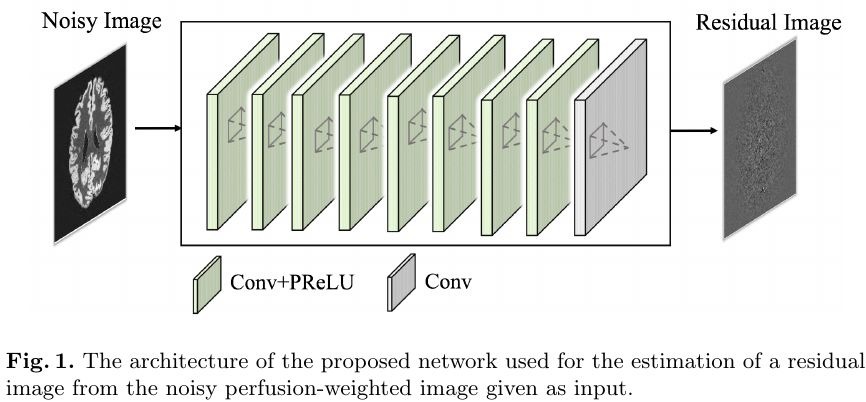 Noisy Image
Residual Image
Conv+PReLU
Conv
Fig. 1. The architecture of the proposed network used for the estimation of a residual
image from the noisy perfusion-weighted image given as input.